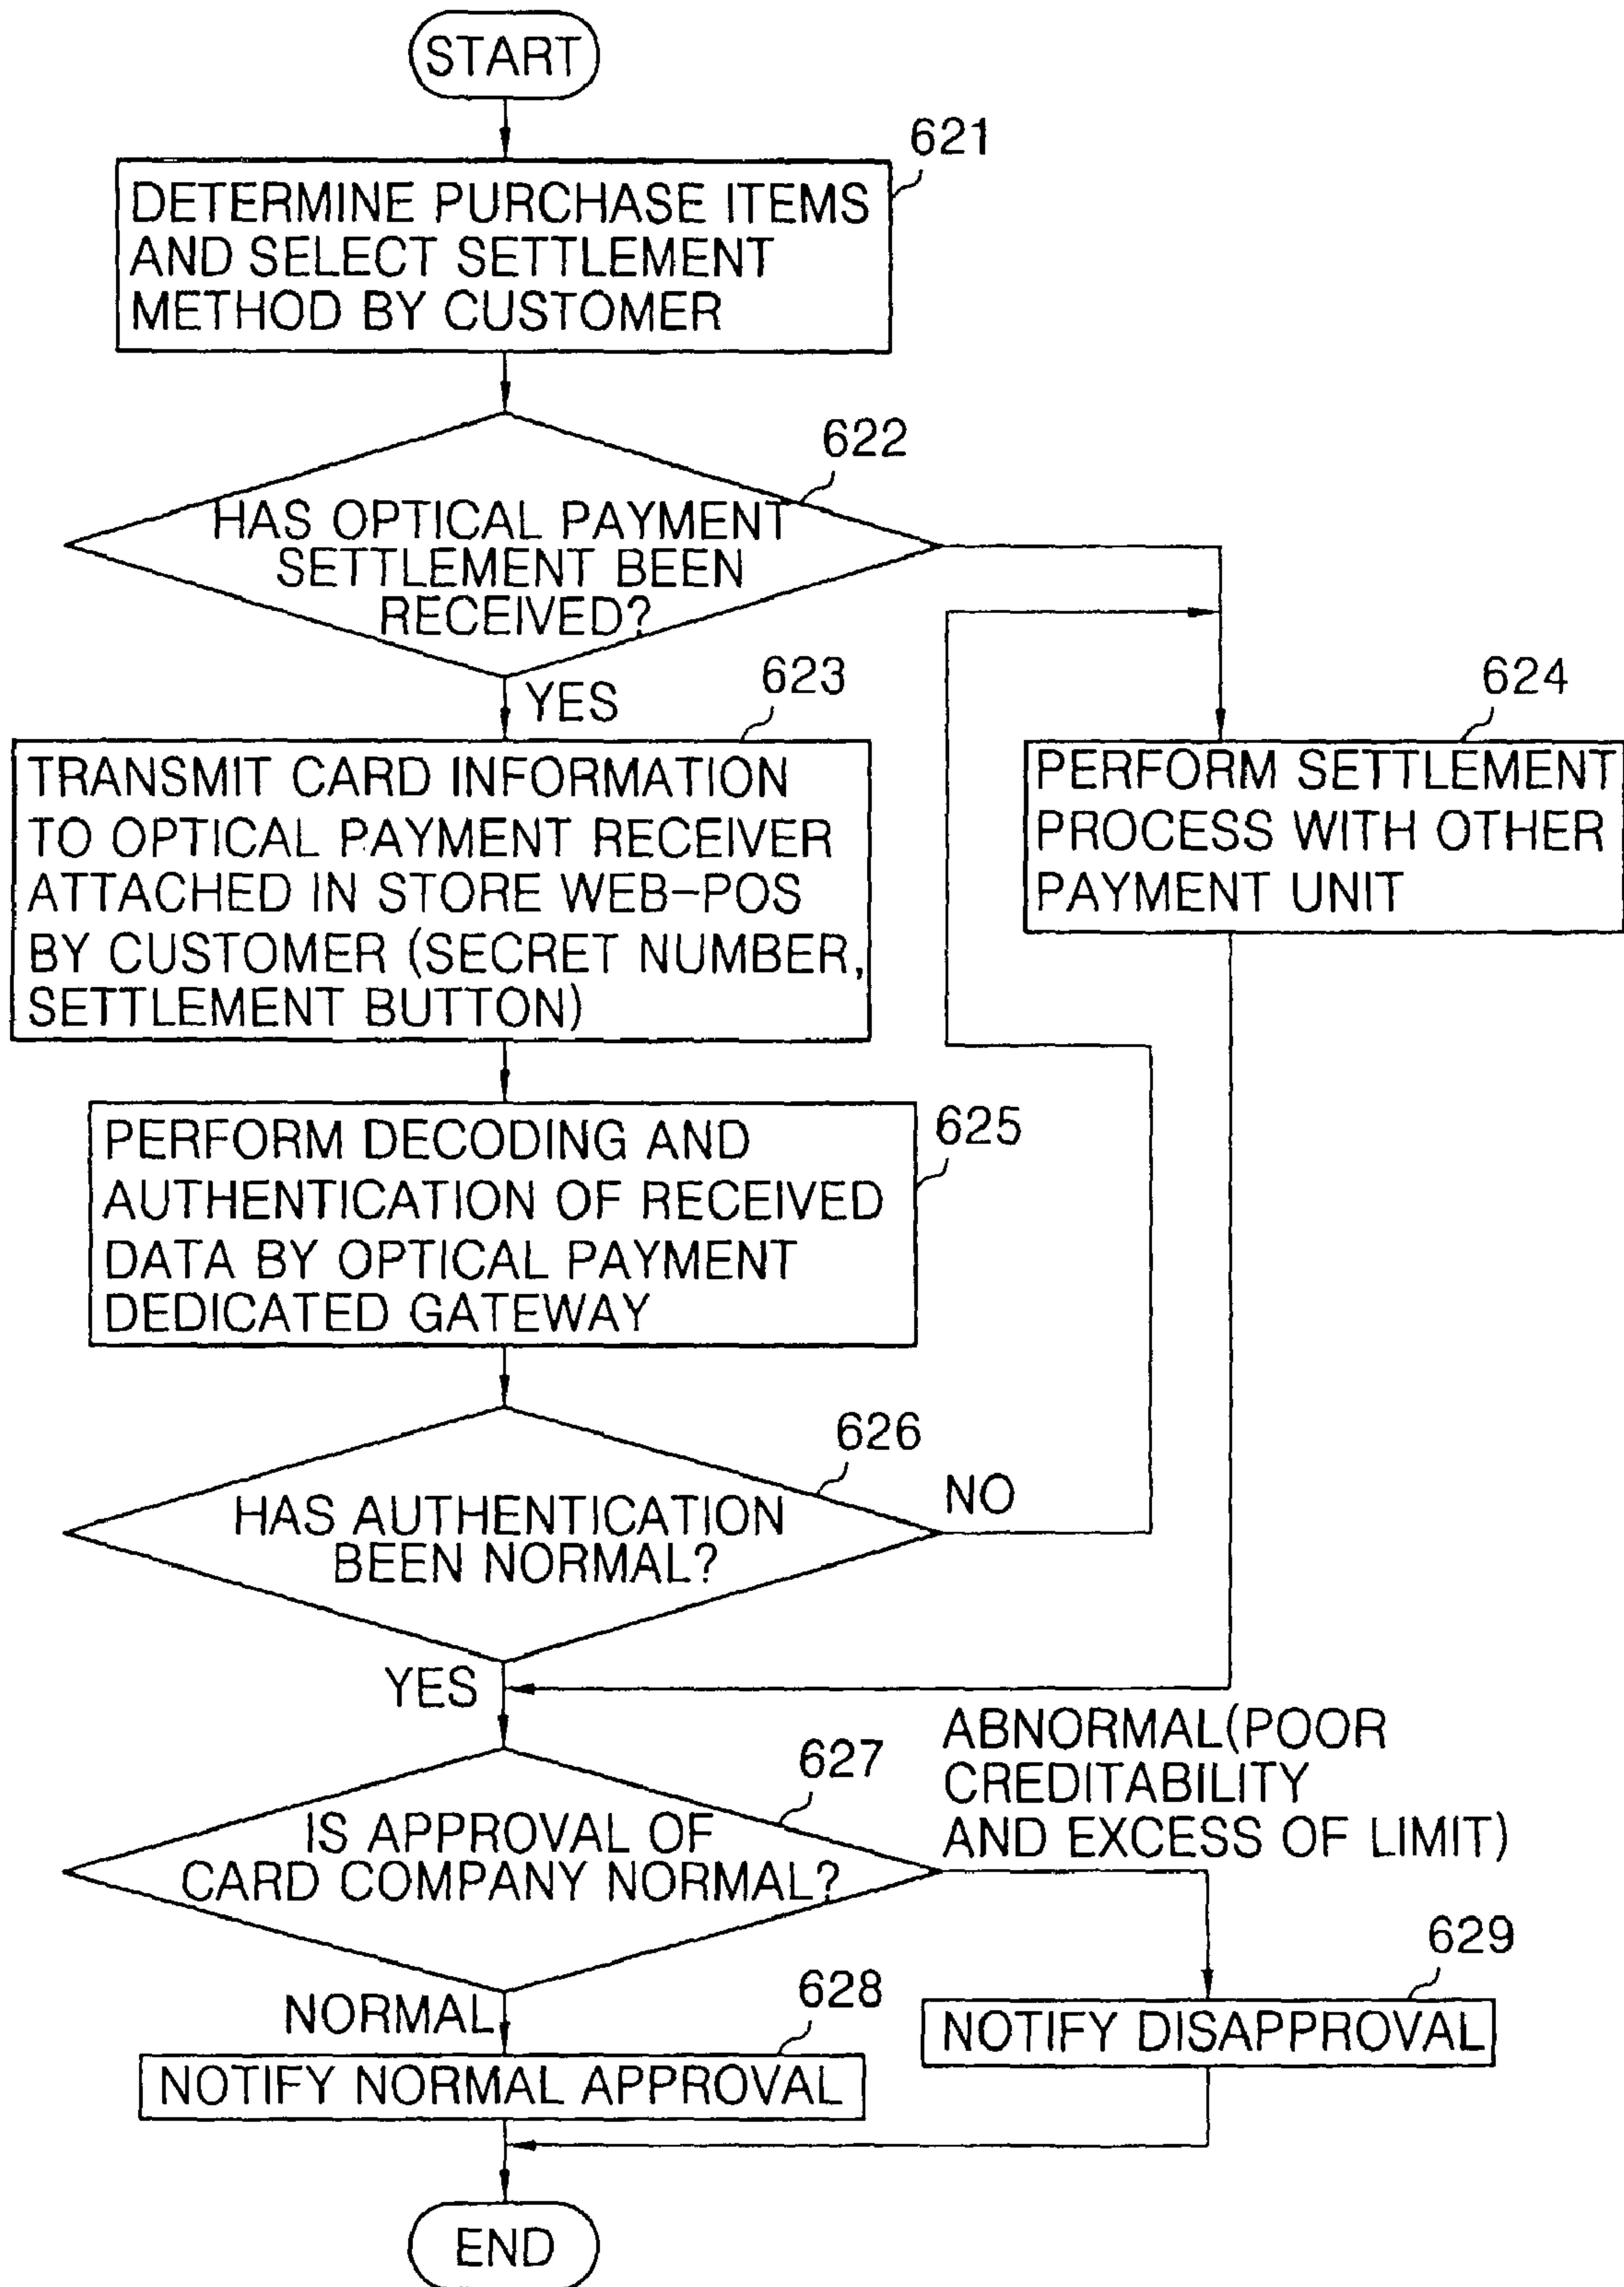 START
621
DETERMINE PURCHASE ITEMS
AND SELECT SETTLEMENT
METHOD BY CUSTOMER
622
HAS OPTICAL PAYMENT
SETTLEMENT BEEN
RECEIVED?
YES
623
TRANSMIT CARD INFORMATION
TO OPTICAL PAYMENT RECEIVER
ATTACHED IN STORE WEB-POS
BY CUSTOMER (SECRET NUMBER,
SETTLEMENT BUTTON)
624
PERFORM SETTLEMENT
PROCESS WITH OTHER
PAYMENT UNIT
625
PERFORM DECODING AND
AUTHENTICATION OF RECEIVED
DATA BY OPTICAL PAYMENT
DEDICATED GATEWAY
626
HAS AUTHENTICATION
BEEN NORMAL?
NO
YES
627
IS APPROVAL OF
CARD COMPANY NORMAL?
ABNORMAL(POOR
CREDITABILITY
AND EXCESS OF LIMIT)
NORMAL
628
NOTIFY NORMAL APPROVAL
629
NOTIFY DISAPPROVAL
END